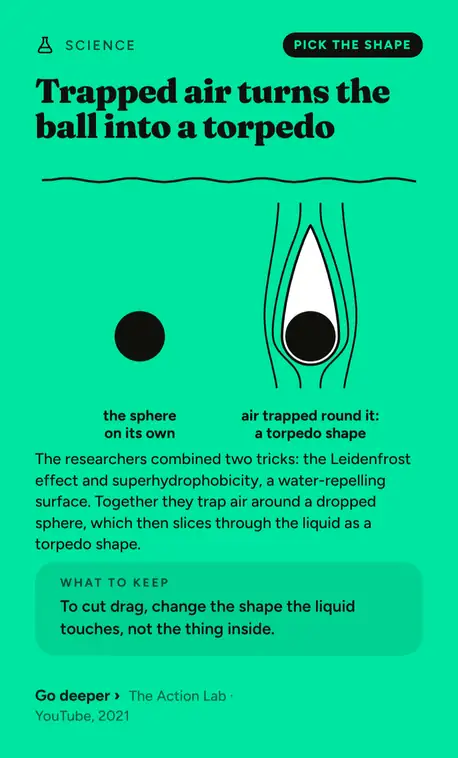 SCIENCE
PICK THE SHAPE
Trapped air turns the
ball into a torpedo
the sphere
on its own
air trapped round it:
a torpedo shape
The researchers combined two tricks: the Leidenfrost
effect and superhydrophobicity, a water-repelling
surface. Together they trap air around a dropped
sphere, which then slices through the liquid as a
torpedo shape.
WHAT TO KEEP
To cut drag, change the shape the liquid
touches, not the thing inside.
Go deeper › The Action Lab ·
YouTube, 2021